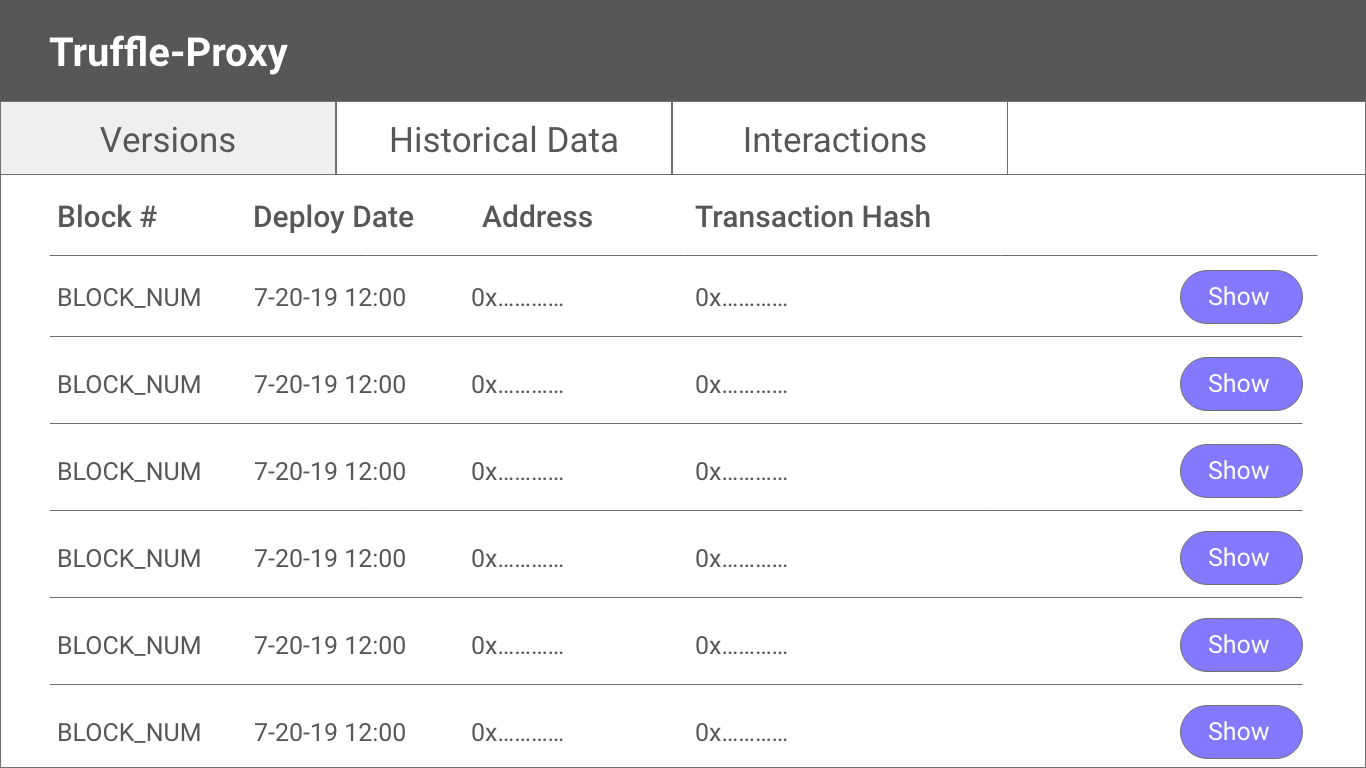 Truffle-Proxy
Versions Historical Data Interactions
Block # Deploy Date Address Transaction Hash
BLOCK_NUM 7-20-19 12:00 0x………… 0x………… Show
BLOCK_NUM 7-20-19 12:00 0x………… 0x………… Show
BLOCK_NUM 7-20-19 12:00 0x………… 0x………… Show
BLOCK_NUM 7-20-19 12:00 0x………… 0x………… Show
BLOCK_NUM 7-20-19 12:00 0x………… 0x………… Show
BLOCK_NUM 7-20-19 12:00 0x………… 0x………… Show